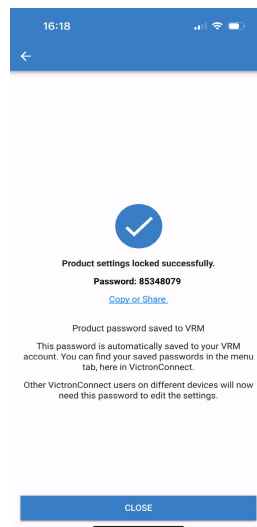 16:18
Product settings locked successfully.
Password: 85348079
Copy or Share
Product password saved to VRM
This password is automatically saved to your VRM
account. You can find your saved passwords in the menu
tab, here in VictronConnect.
Other VictronConnect users on different devices will now
need this password to edit the settings.
CLOSE